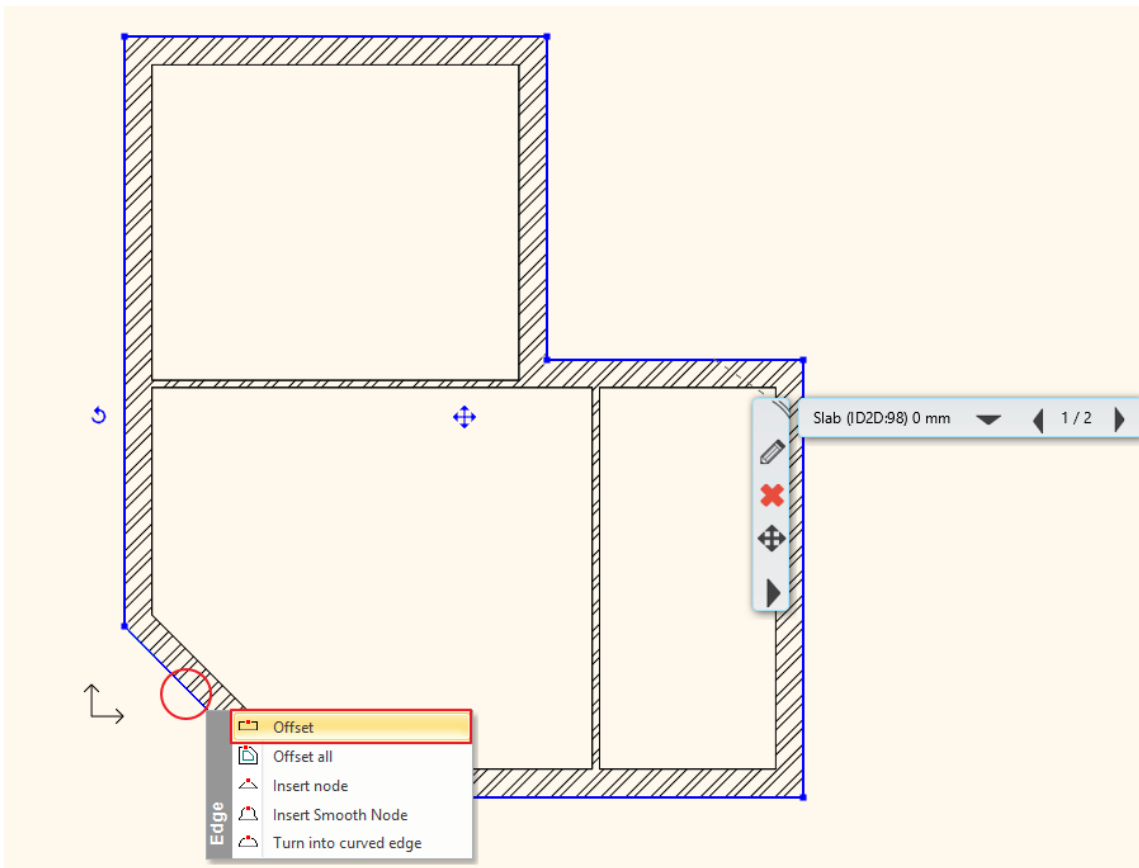 Slab (ID2D:98) 0 mm 1 / 2
Edge
Offset
Offset all
Insert node
Insert Smooth Node
Turn into curved edge